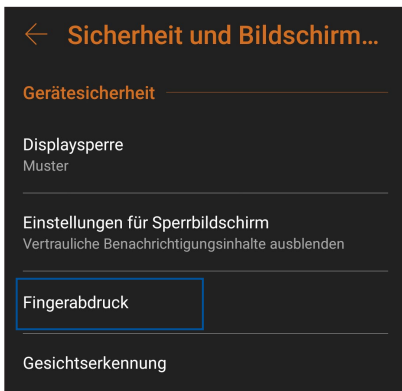 Sicherheit und Bildschirm...
Gerätesicherheit
Displaysperre
Muster
Einstellungen für Sperrbildschirm
Vertrauliche Benachrichtigungsinhalte ausblenden
Fingerabdruck
Gesichtserkennung